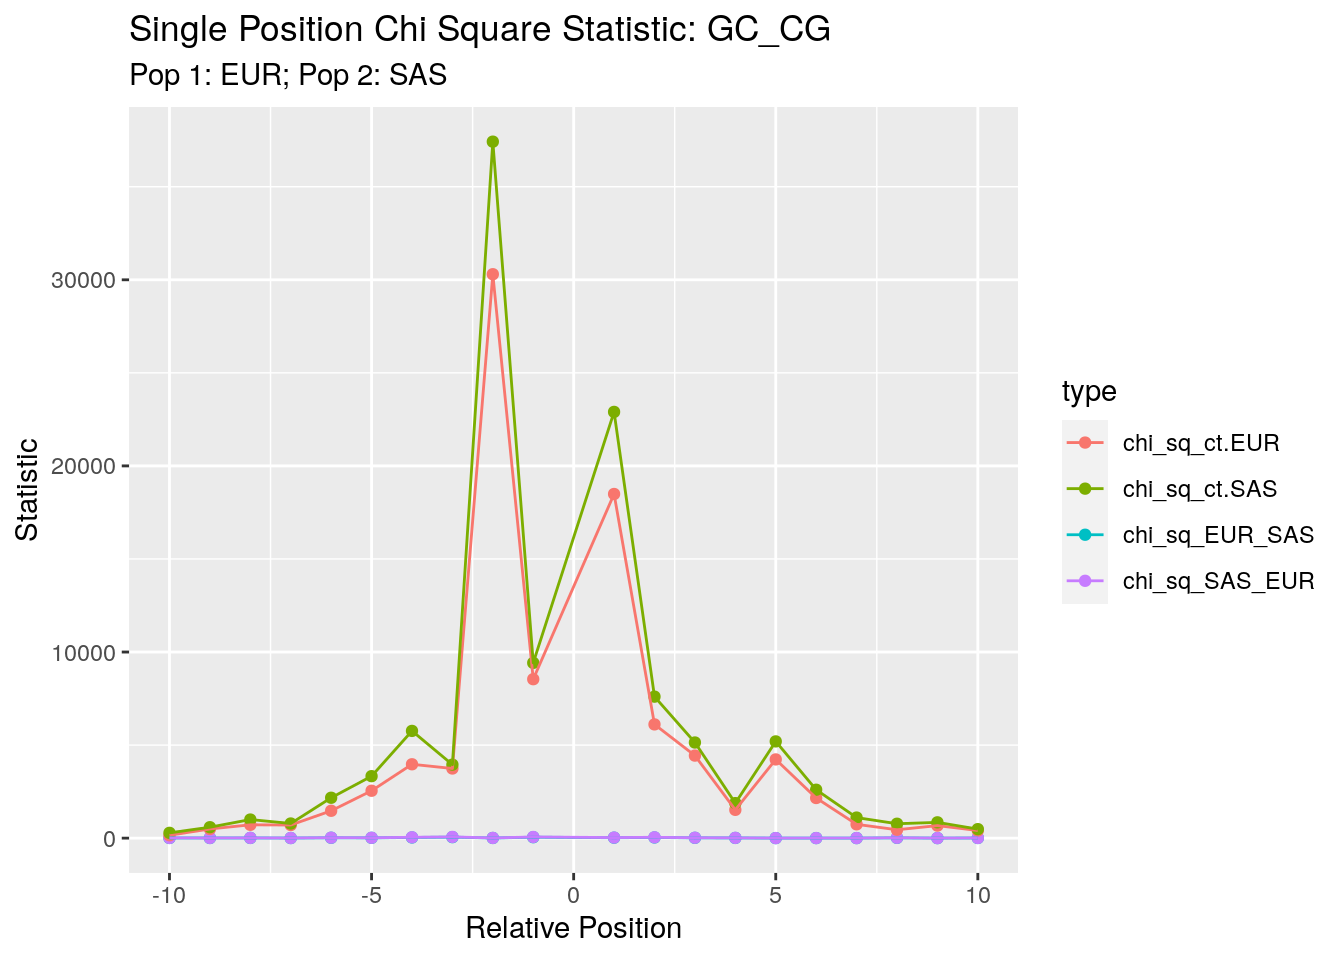 Single Position Chi Square Statistic: GC_CG
Pop 1: EUR; Pop 2: SAS
Statistic
30000
20000
10000
0
-10
-5
0
5
10
Relative Position
type
chi_sq_ct.EUR
chi_sq_ct.SAS
chi_sq_EUR_SAS
chi_sq_SAS_EUR